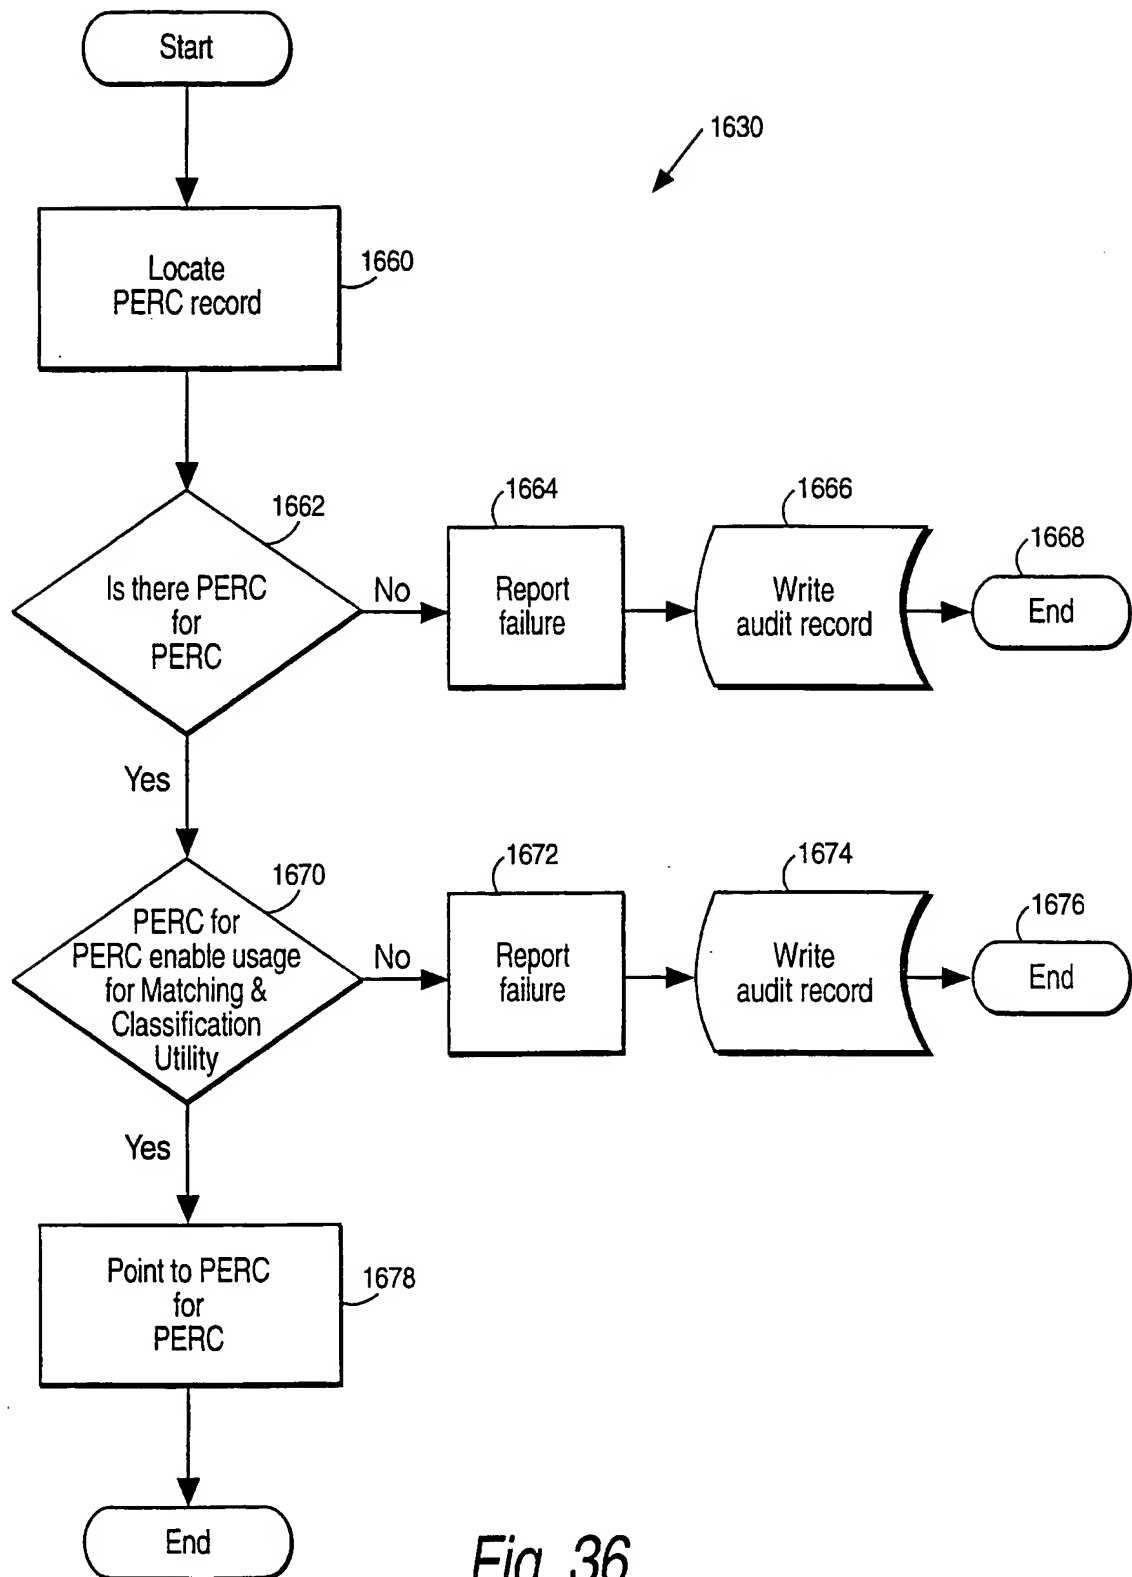 Start
1630
Locate
PERC record
1660
1662
Is there PERC
for
PERC
No
1664
Report
failure
1666
Write
audit record
1668
End
Yes
1670
PERC for
PERC enable usage
for Matching &
Classification
Utility
No
1672
Report
failure
1674
Write
audit record
1676
End
Yes
Point to PERC
for
PERC
1678
End
Fig. 36